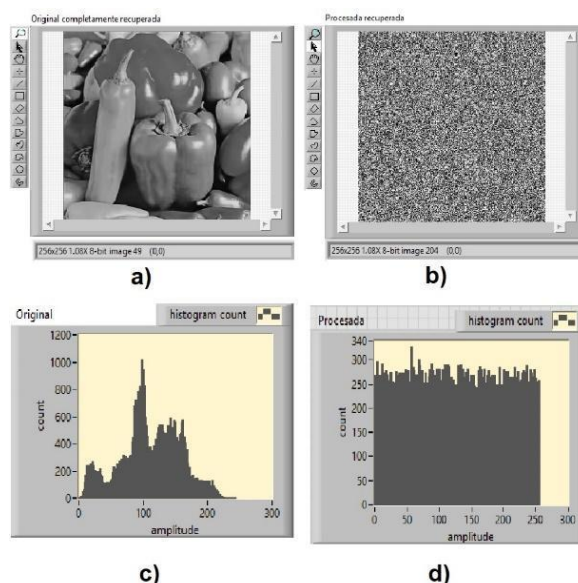 Original completamente recuperada
Procesada recuperada
256x256 1.08X 8-bit image 49 (0,0)
256x256 1.08X 8-bit image 204 (0,0)
a)
b)
Original
histogram count
1200
1000
800
600
400
200
0
count
0
100
200
300
amplitude
Procesada
histogram count
340
300
250
200
150
100
50
0
count
0
50
100
150
200
250
300
amplitude
c)
d)